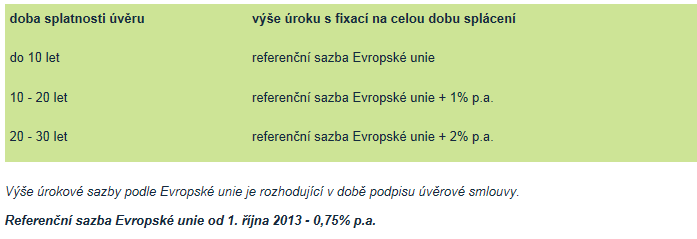 doba splatnosti úvěru výše úroku s fixací na celou dobu splácení
do 10 let referenční sazba Evropské unie
10 - 20 let referenční sazba Evropské unie + 1% p.a.
20 - 30 let referenční sazba Evropské unie + 2% p.a.
Výše úrokové sazby podle Evropské unie je rozhodující v době podpisu úvěrové smlouvy.
Referenční sazba Evropské unie od 1. října 2013 - 0,75% p.a.